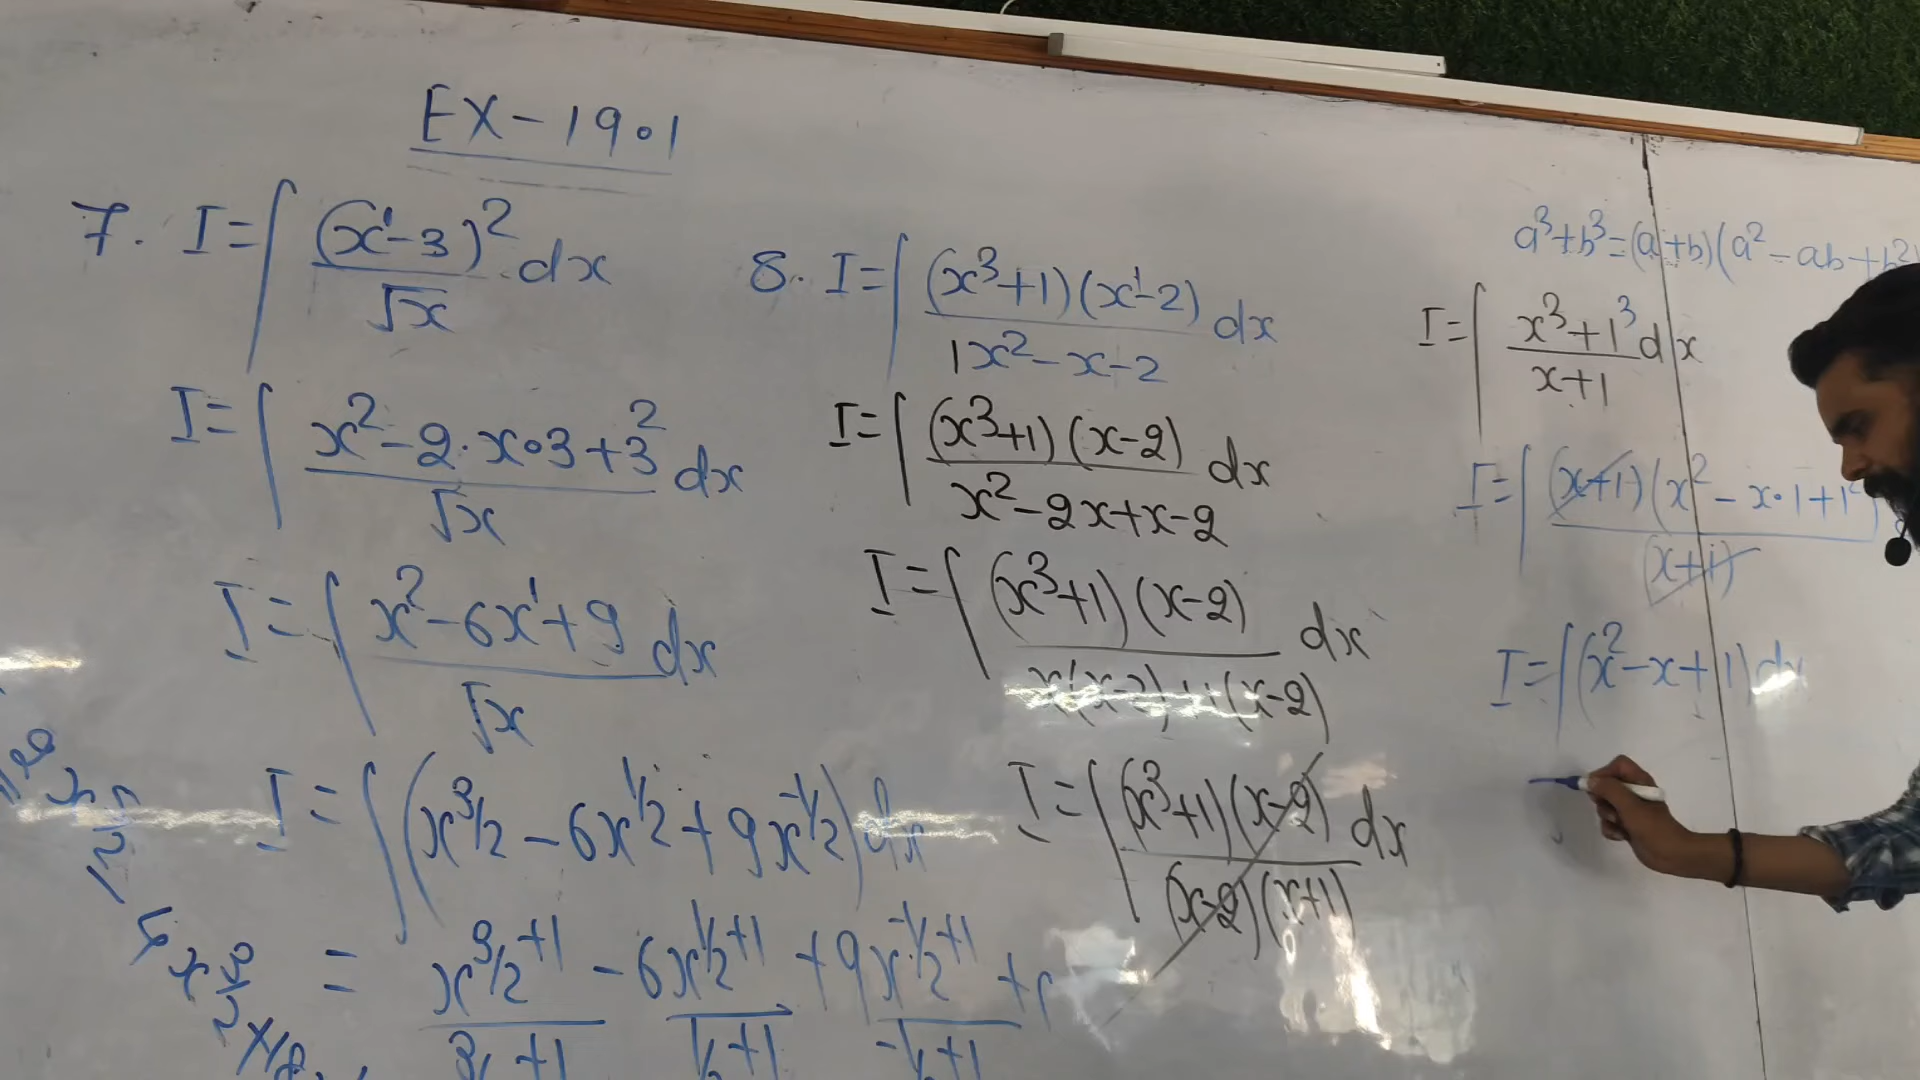 EX-19.1
7. I=∫ (x¹-3)²/√x dx
I=∫ x²-2·x·3+3²/√x dx
I=∫ x²-6x¹+9/√x dx
I=∫(x^3/2-6x^1/2+9x^-1/2)dx
= x^3/2+1/3/2+1 - 6x^1/2+1/1/2+1 + 9x^-1/2+1/-1/2+1 +
8. I=∫ (x³+1)(x¹-2)/1x²-x-2 dx
I=∫ (x³+1)(x-2)/x²-2x+x-2 dx
I=∫ (x³+1)(x-2)/x(x-2)+1(x-2) dx
I=∫ (x³+1)(x-2)/(x-2)(x+1) dx
a³+b³=(a+b)(a²-ab+b²)
I=∫ x³+1³/x+1 dx
I=∫ (x+1)(x²-x·1+1²)/(x+1)
I=∫(x²-x+1)dx